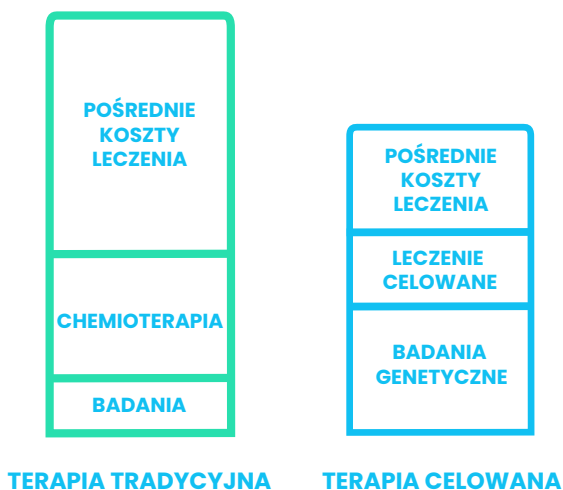 POŚREDNIE
KOSZTY
LECZENIA
CHEMIOTERAPIA
BADANIA
TERAPIA TRADYCYJNA
POŚREDNIE
KOSZTY
LECZENIA
LECZENIE
CELOWANE
BADANIA
GENETYCZNE
TERAPIA CELOWANA